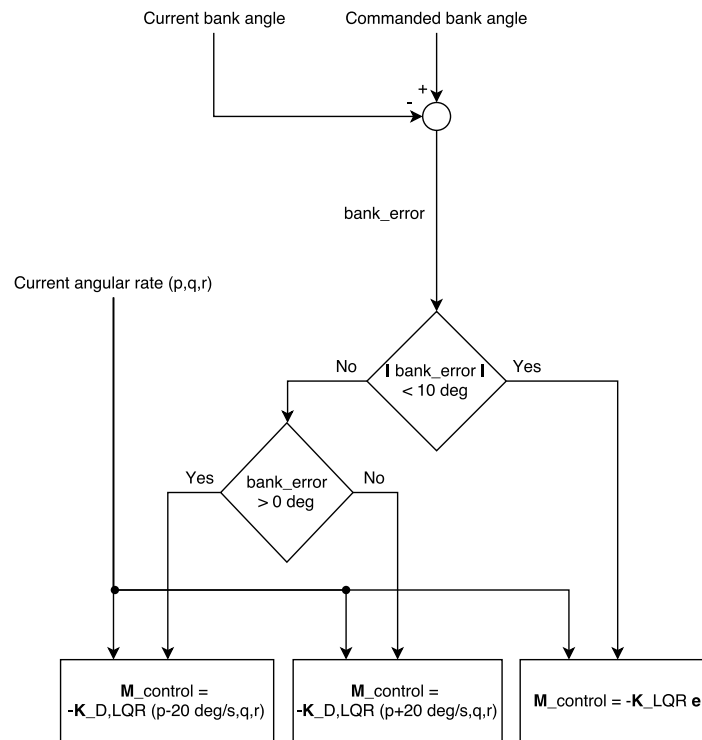 Current bank angle
Commanded bank angle
+
-
bank_error
Current angular rate (p,q,r)
No
| bank_error |
< 10 deg
Yes
Yes
bank_error
> 0 deg
No
M_control =
-K_D,LQR (p-20 deg/s,q,r)
M_control =
-K_D,LQR (p+20 deg/s,q,r)
M_control = -K_LQR e